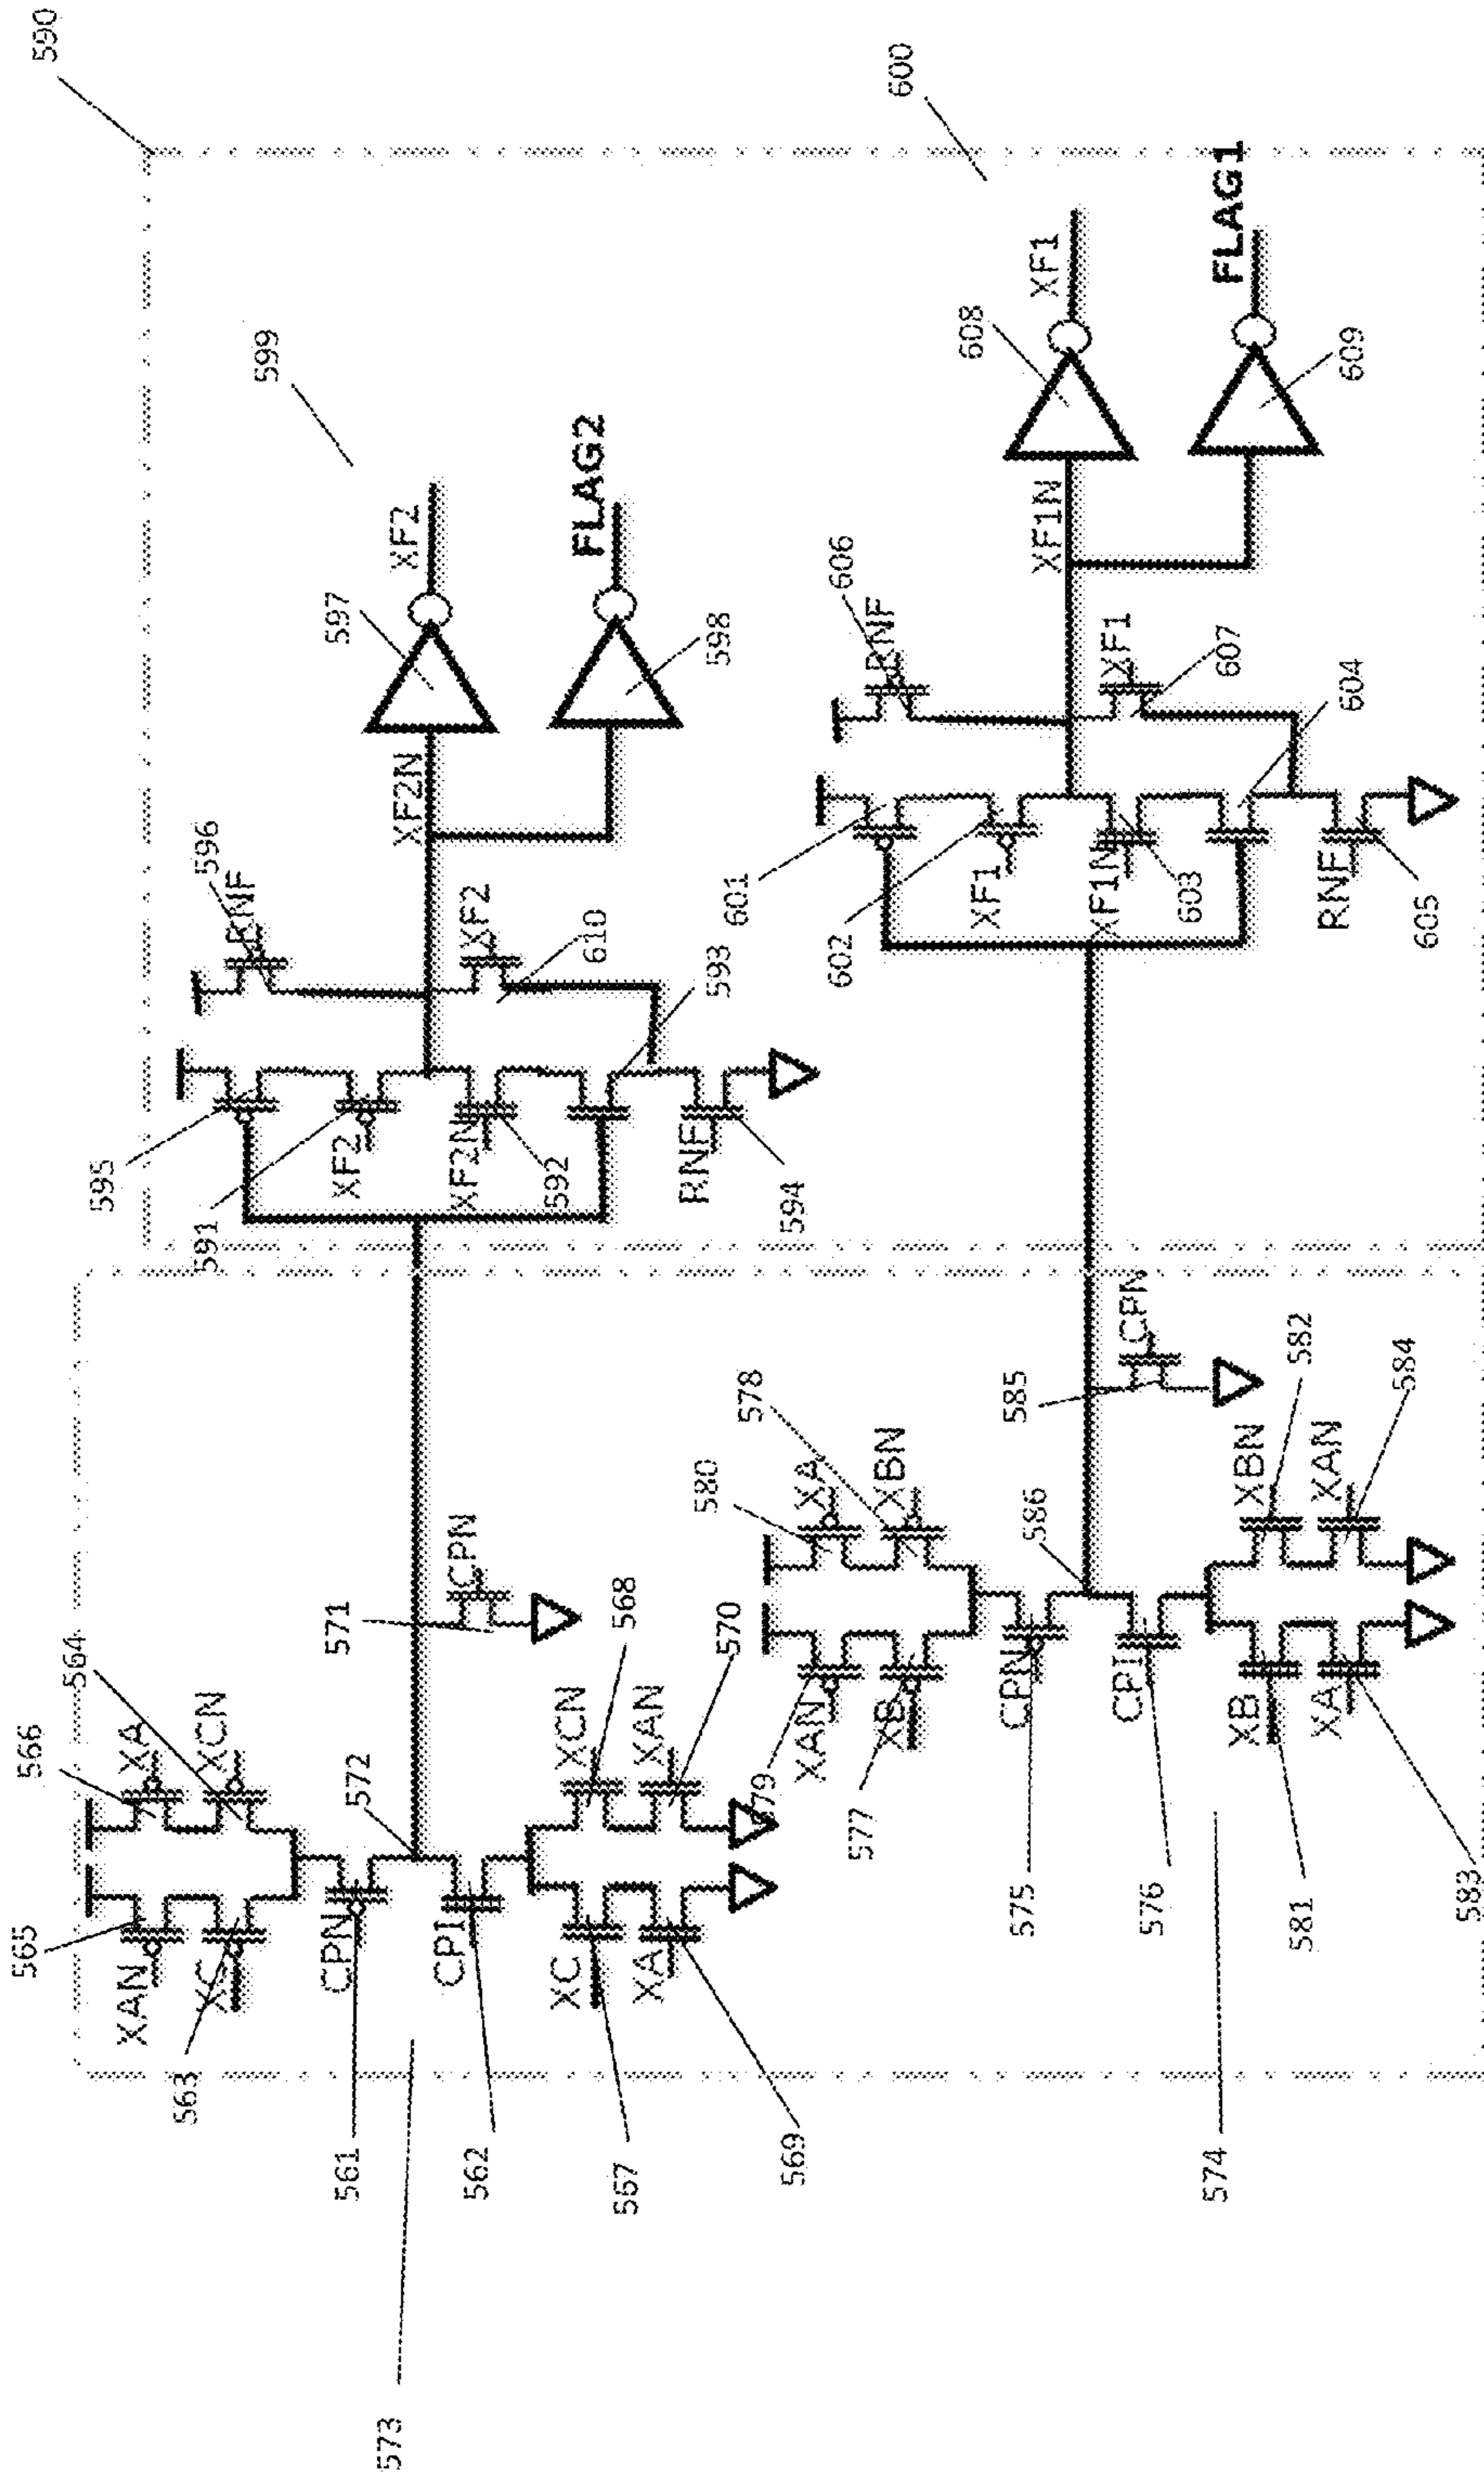 590
600
599
596
RNF
XF2
597
XF2N
FLAG2
598
595
591
XF2
XF2N
592
610
XF2
593
RNF
594
606
RNF
608
XF1
XF1N
FLAG1
609
601
602
XF1
XF1N
603
XF1
607
604
RNF
605
564
566
XA
XCN
565
XAN
XC
563
572
571
CPN
CPN
561
CPI
562
568
XCN
XAN
570
XC
XA
567
569
573
580
XA
XBN
578
579
XAN
XB
577
586
585
CPN
CPN
575
CPI
576
XBN
582
XAN
584
XB
XA
581
583
574